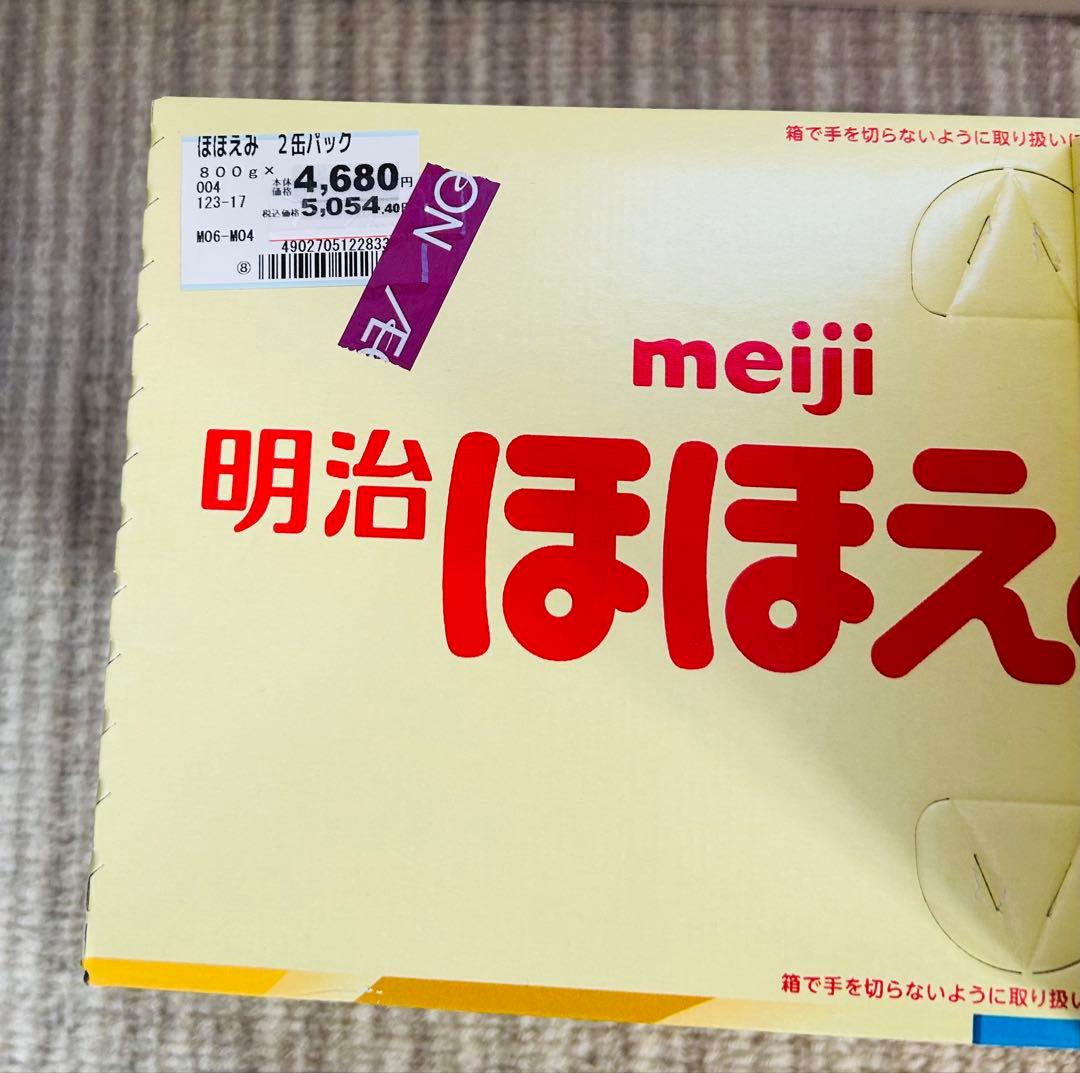 ほほえみ 2缶パック
800g×
004
本体価格 4,680円
123-17
税込価格 5,054.40円
M06-M04
4902705122833
⑧
箱で手を切らないように取り扱いに
meiji
明治ほほえ
箱で手を切らないように取り扱い